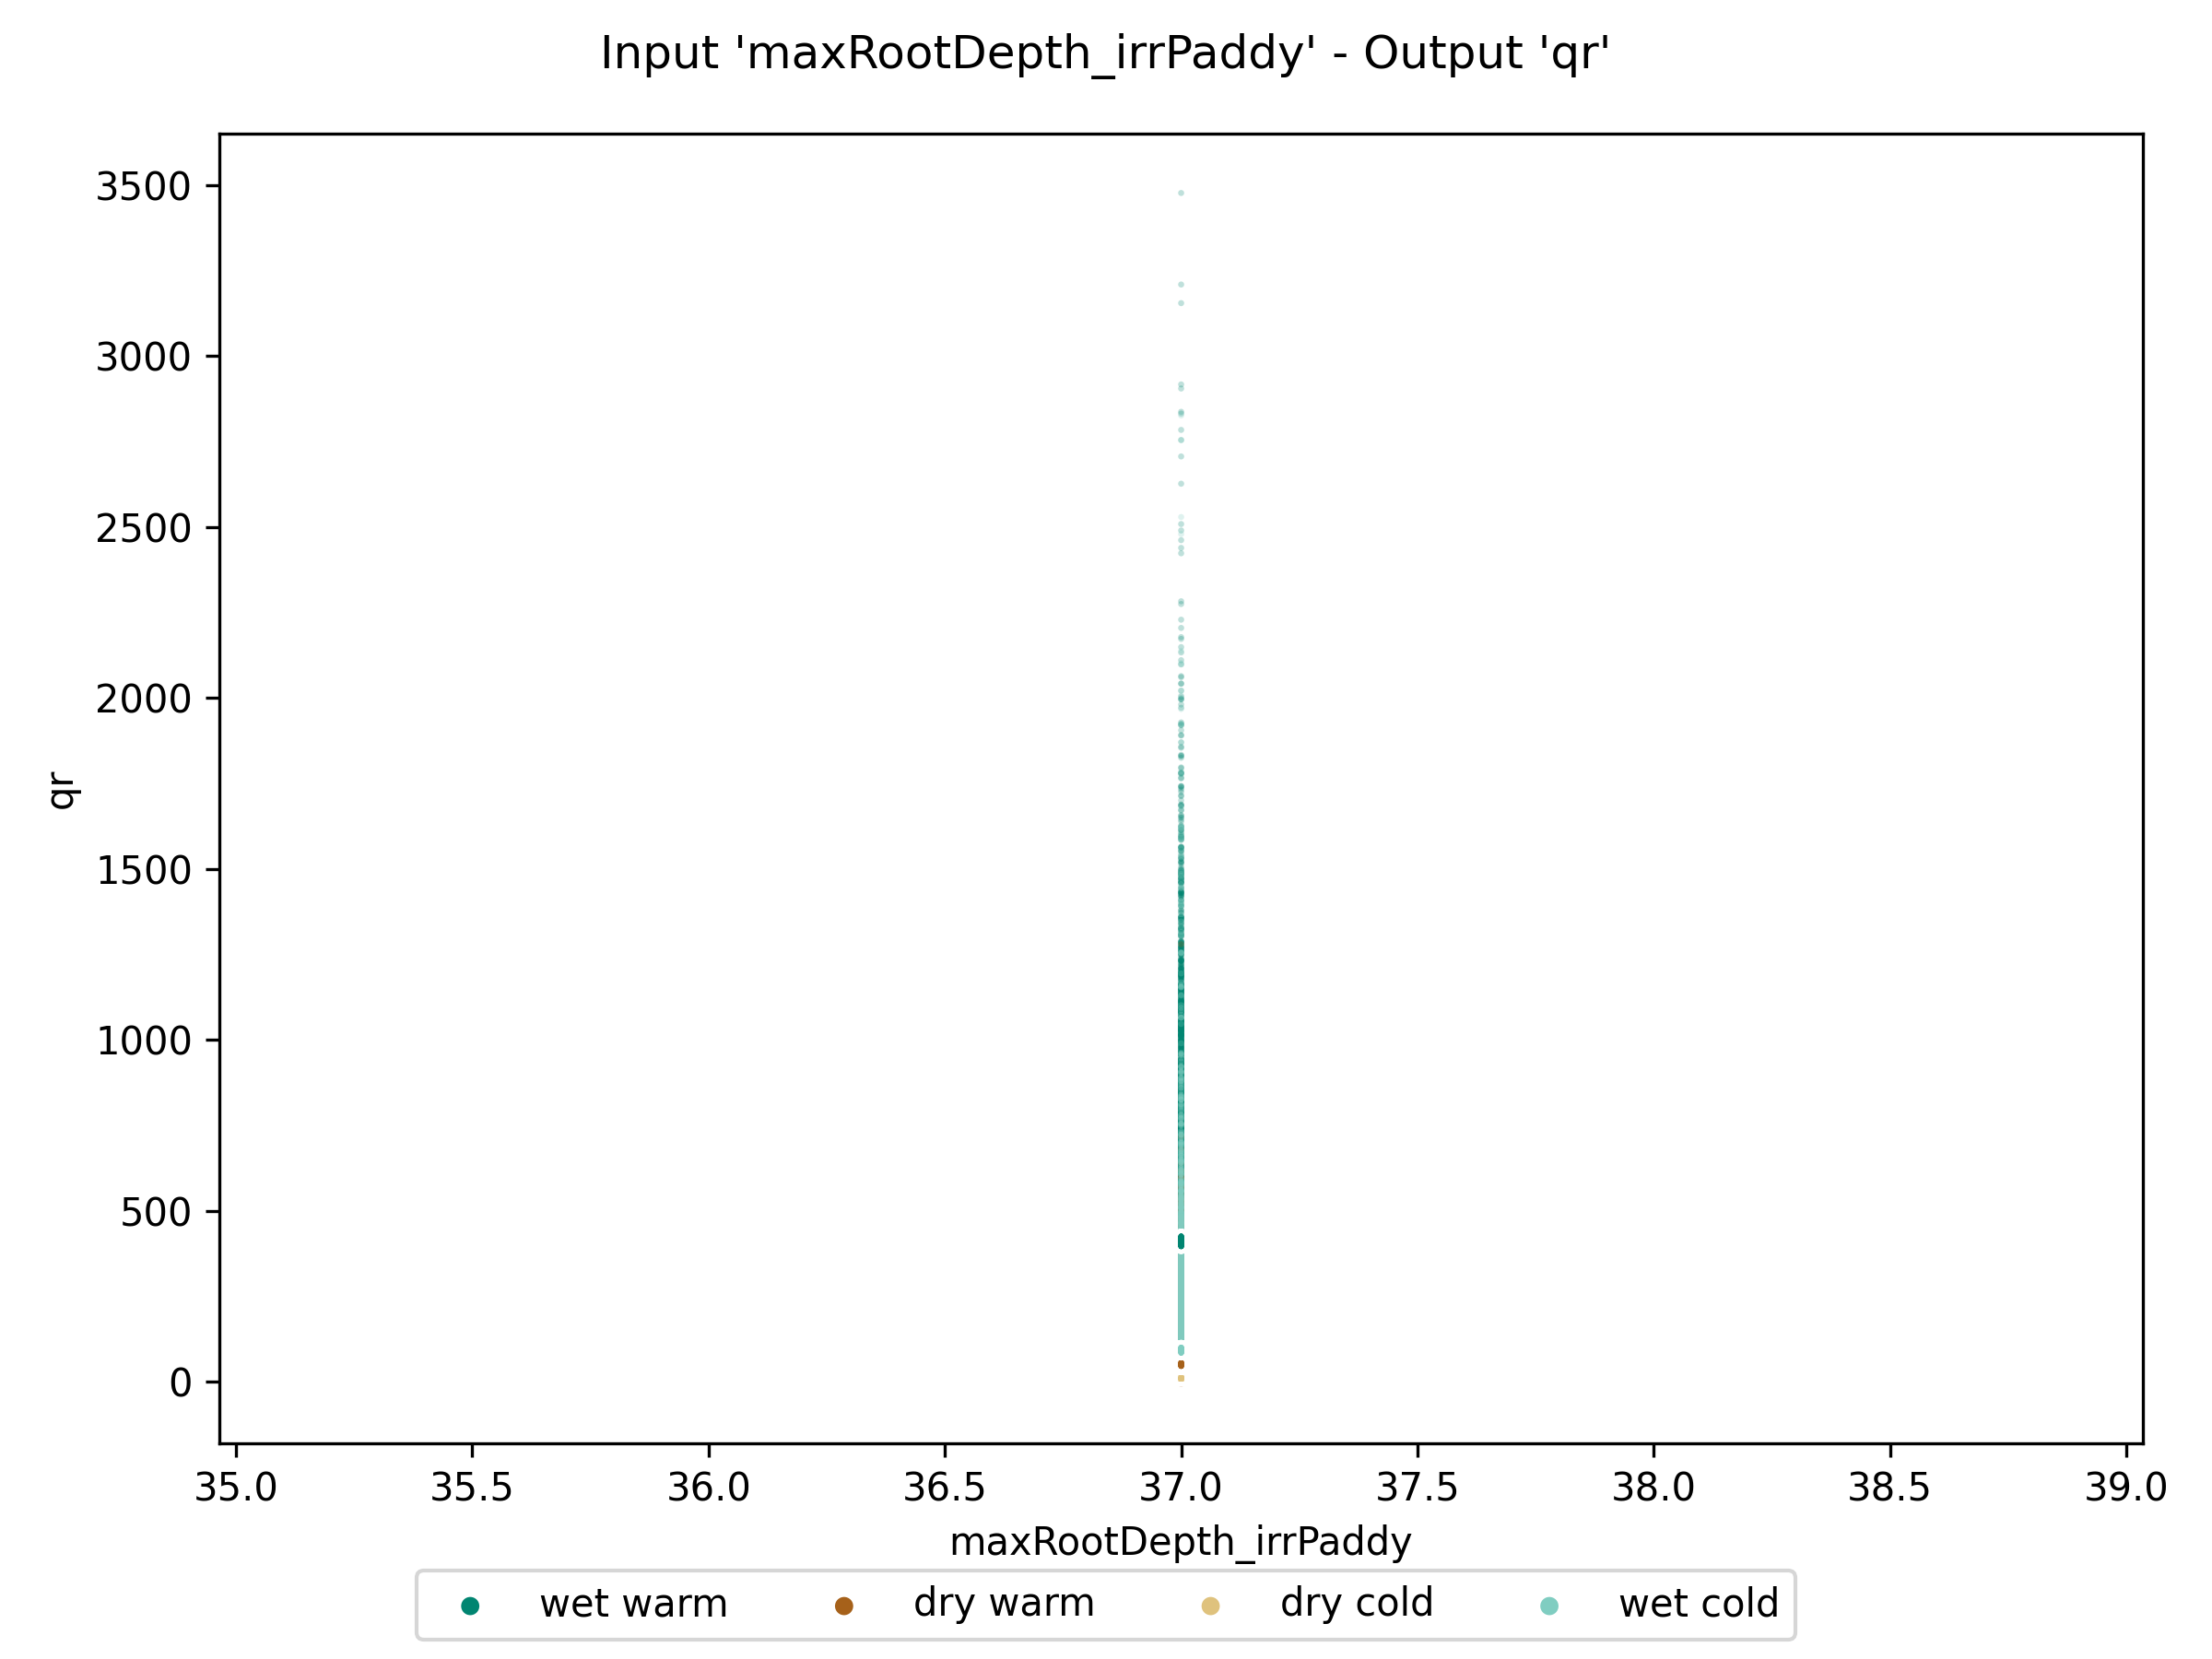 Input 'maxRootDepth_irrPaddy' - Output 'qr'
3500
3000
2500
2000
1500
1000
500
0
qr
35.0 35.5 36.0 36.5 37.0 37.5 38.0 38.5 39.0
maxRootDepth_irrPaddy
wet warm dry warm dry cold wet cold